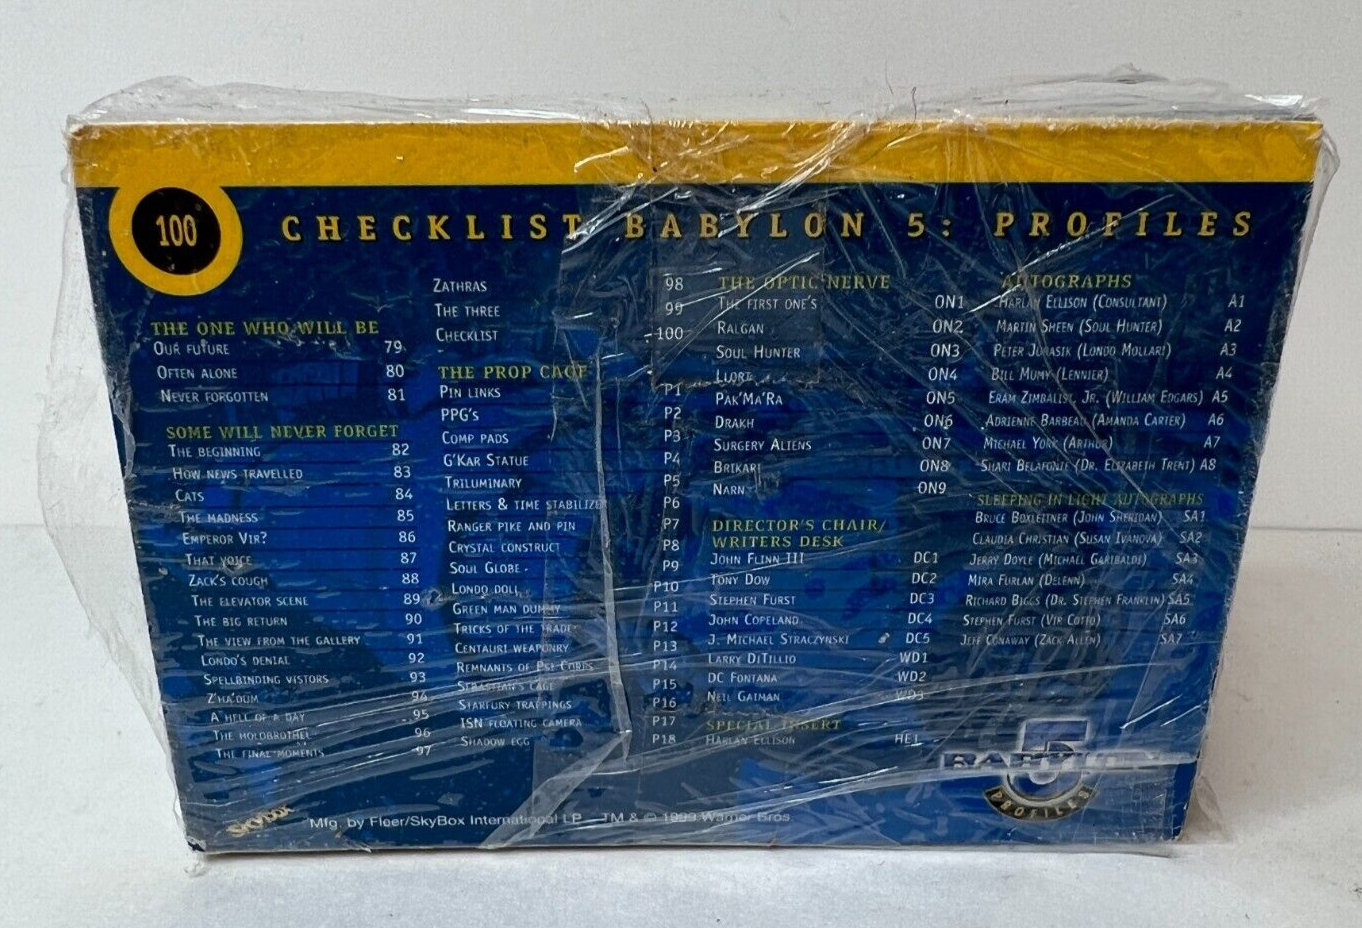 100
CHECKLIST BABYLON 5: PROFILES
THE ONE WHO WILL BE
OUR FUTURE 79
OFTEN ALONE 80
NEVER FORGOTTEN 81
SOME WILL NEVER FORGET
THE BEGINNING 82
HOW NEWS TRAVELLED 83
CATS 84
THE MADNESS 85
EMPEROR VIR? 86
THAT VOICE 87
ZACK'S COUGH 88
THE ELEVATOR SCENE 89
THE BIG RETURN 90
THE VIEW FROM THE GALLERY 91
LONDO'S DENIAL 92
SPELLBINDING VISTORS 93
Z'HA'DUM 94
A HELL OF A DAY 95
THE HOLOBROTHEL 96
THE FINAL MOMENTS 97
ZATHRAS 98
THE THREE 99
CHECKLIST 100
THE PROP CAGE
PIN LINKS P1
PPG'S P2
COMP PADS P3
G'KAR STATUE P4
TRILUMINARY P5
LETTERS & TIME STABILIZER P6
RANGER PIKE AND PIN P7
CRYSTAL CONSTRUCT P8
SOUL GLOBE P9
LONDO DOLL P10
GREEN MAN DUMMY P11
TRICKS OF THE TRADE P12
CENTAURI WEAPONRY P13
REMNANTS OF PSI CORPS P14
SEBASTIAN'S CAGE P15
STARFURY TRAPPINGS P16
ISN FLOATING CAMERA P17
SHADOW EGG P18
THE OPTIC NERVE
THE FIRST ONE'S ON1
RALGAN ON2
SOUL HUNTER ON3
LLORT ON4
PAK'MA'RA ON5
DRAKH ON6
SURGERY ALIENS ON7
BRIKARI ON8
NARN ON9
DIRECTOR'S CHAIR/
WRITERS DESK
JOHN FLINN III DC1
TONY DOW DC2
STEPHEN FURST DC3
JOHN COPELAND DC4
J. MICHAEL STRACZYNSKI DC5
LARRY DITILLIO WD1
DC FONTANA WD2
NEIL GAIMAN WD3
SPECIAL INSERT
HARLAN ELLISON HE1
AUTOGRAPHS
HARLAN ELLISON (CONSULTANT) A1
MARTIN SHEEN (SOUL HUNTER) A2
PETER JURASIK (LONDO MOLLARI) A3
BILL MUMY (LENNIER) A4
ERAM ZIMBALIST, JR. (WILLIAM EDGARS) A5
ADRIENNE BARBEAU (AMANDA CARTER) A6
MICHAEL YORK (ARTHUR) A7
SHARI BELAFONTE (DR. ELIZABETH TRENT) A8
SLEEPING IN LIGHT AUTOGRAPHS
BRUCE BOXLEITNER (JOHN SHERIDAN) SA1
CLAUDIA CHRISTIAN (SUSAN IVANOVA) SA2
JERRY DOYLE (MICHAEL GARIBALDI) SA3
MIRA FURLAN (DELENN) SA4
RICHARD BIGGS (DR. STEPHEN FRANKLIN) SA5
STEPHEN FURST (VIR COTTO) SA6
JEFF CONAWAY (ZACK ALLEN) SA7
BABYLON 5
PROFILES
SKYBOX
Mfg. by Fleer/SkyBox International LP TM & © 1999 Warner Bros.